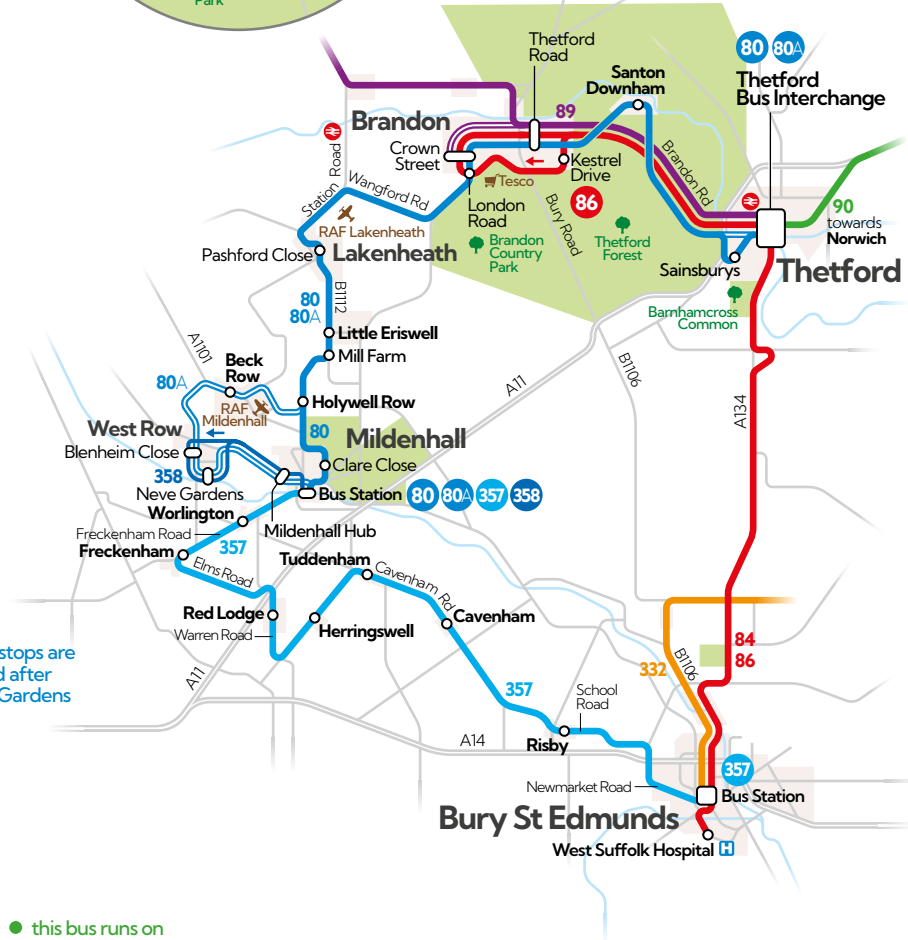 Park
Thetford
Road
80 80A
Thetford
Bus Interchange
Santon
Downham
89
Brandon
Crown
Street
Station Road
Wangford Rd
Tesco
Kestrel
Drive
86
Brandon Rd
London
Road
Bury Road
90
towards
Norwich
RAF Lakenheath
Brandon
Country
Park
Thetford
Forest
Pashford Close
Lakenheath
Sainsburys
Thetford
80
80A
B1112
Barnhamcross
Common
Little Eriswell
Mill Farm
A1101
Beck
Row
80A
RAF
Mildenhall
Holywell Row
A11
B1106
A134
West Row
80
Mildenhall
Blenheim Close
Clare Close
358
Neve Gardens
Bus Station 80 80A 357 358
Worlington
Mildenhall Hub
Freckenham Road
357
Freckenham
Elms Road
Tuddenham
Cavenham Rd
Red Lodge
Cavenham
Warren Road
Herringswell
stops are
d after
Gardens
A11
84
86
332
B1106
357
School
Road
A14
Risby
357
Newmarket Road
Bus Station
Bury St Edmunds
West Suffolk Hospital H
this bus runs on